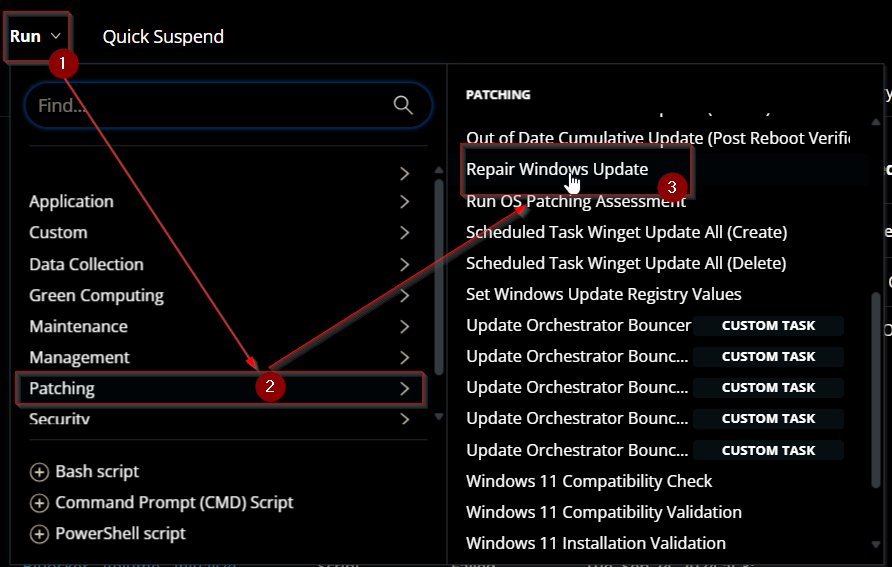 Run
Quick Suspend
1
Find...
Application
Custom
Data Collection
Green Computing
Maintenance
Management
Patching
2
Security
Bash script
Command Prompt (CMD) Script
PowerShell script
PATCHING
Out of Date Cumulative Update (Post Reboot
Repair Windows Update
3
Run OS Patching Assessment
Scheduled Task Winget Update All (Create)
Scheduled Task Winget Update All (Delete)
Set Windows Update Registry Values
Update Orchestrator Bouncer CUSTOM TASK
Update Orchestrator Bounc... CUSTOM TASK
Update Orchestrator Bounc... CUSTOM TASK
Update Orchestrator Bounc... CUSTOM TASK
Update Orchestrator Bounc... CUSTOM TASK
Windows 11 Compatibility Check
Windows 11 Compatibility Validation
Windows 11 Installation Validation